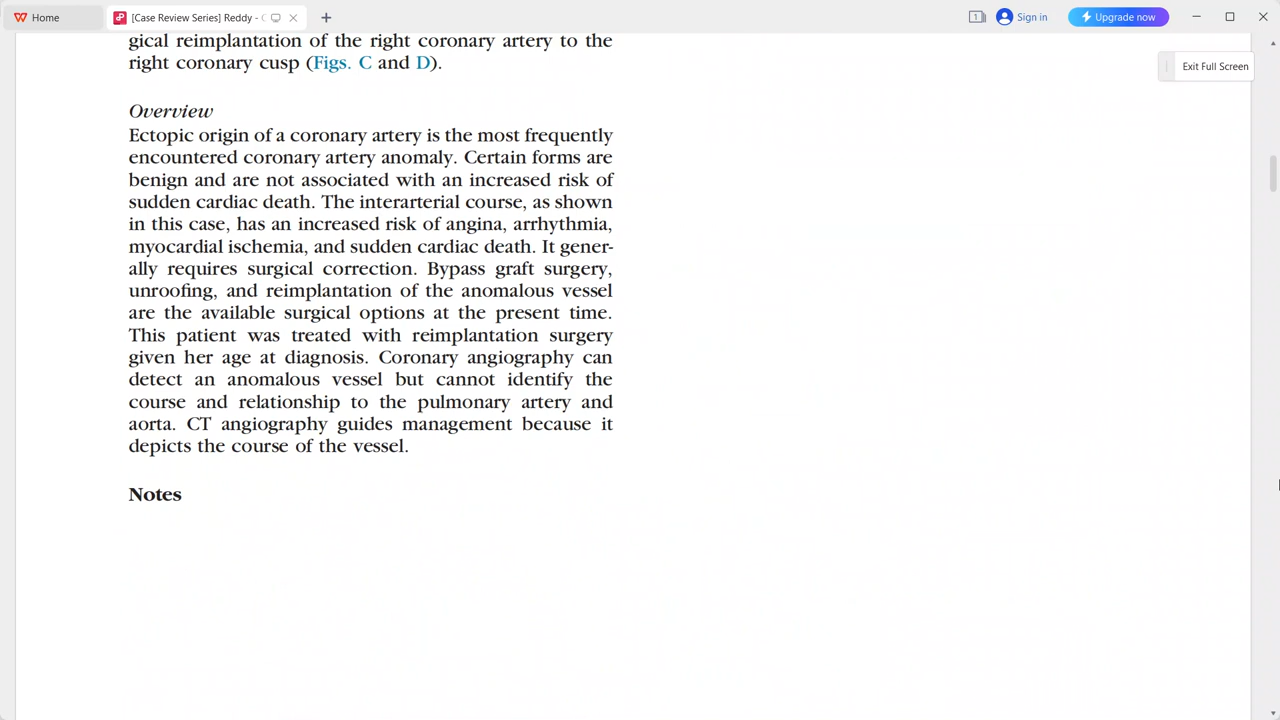 Home
[Case Review Series] Reddy - C
1
Sign in
Upgrade now
Exit Full Screen
gical reimplantation of the right coronary artery to the
right coronary cusp (Figs. C and D).
Overview
Ectopic origin of a coronary artery is the most frequently
encountered coronary artery anomaly. Certain forms are
benign and are not associated with an increased risk of
sudden cardiac death. The interarterial course, as shown
in this case, has an increased risk of angina, arrhythmia,
myocardial ischemia, and sudden cardiac death. It gener-
ally requires surgical correction. Bypass graft surgery,
unroofing, and reimplantation of the anomalous vessel
are the available surgical options at the present time.
This patient was treated with reimplantation surgery
given her age at diagnosis. Coronary angiography can
detect an anomalous vessel but cannot identify the
course and relationship to the pulmonary artery and
aorta. CT angiography guides management because it
depicts the course of the vessel.
Notes